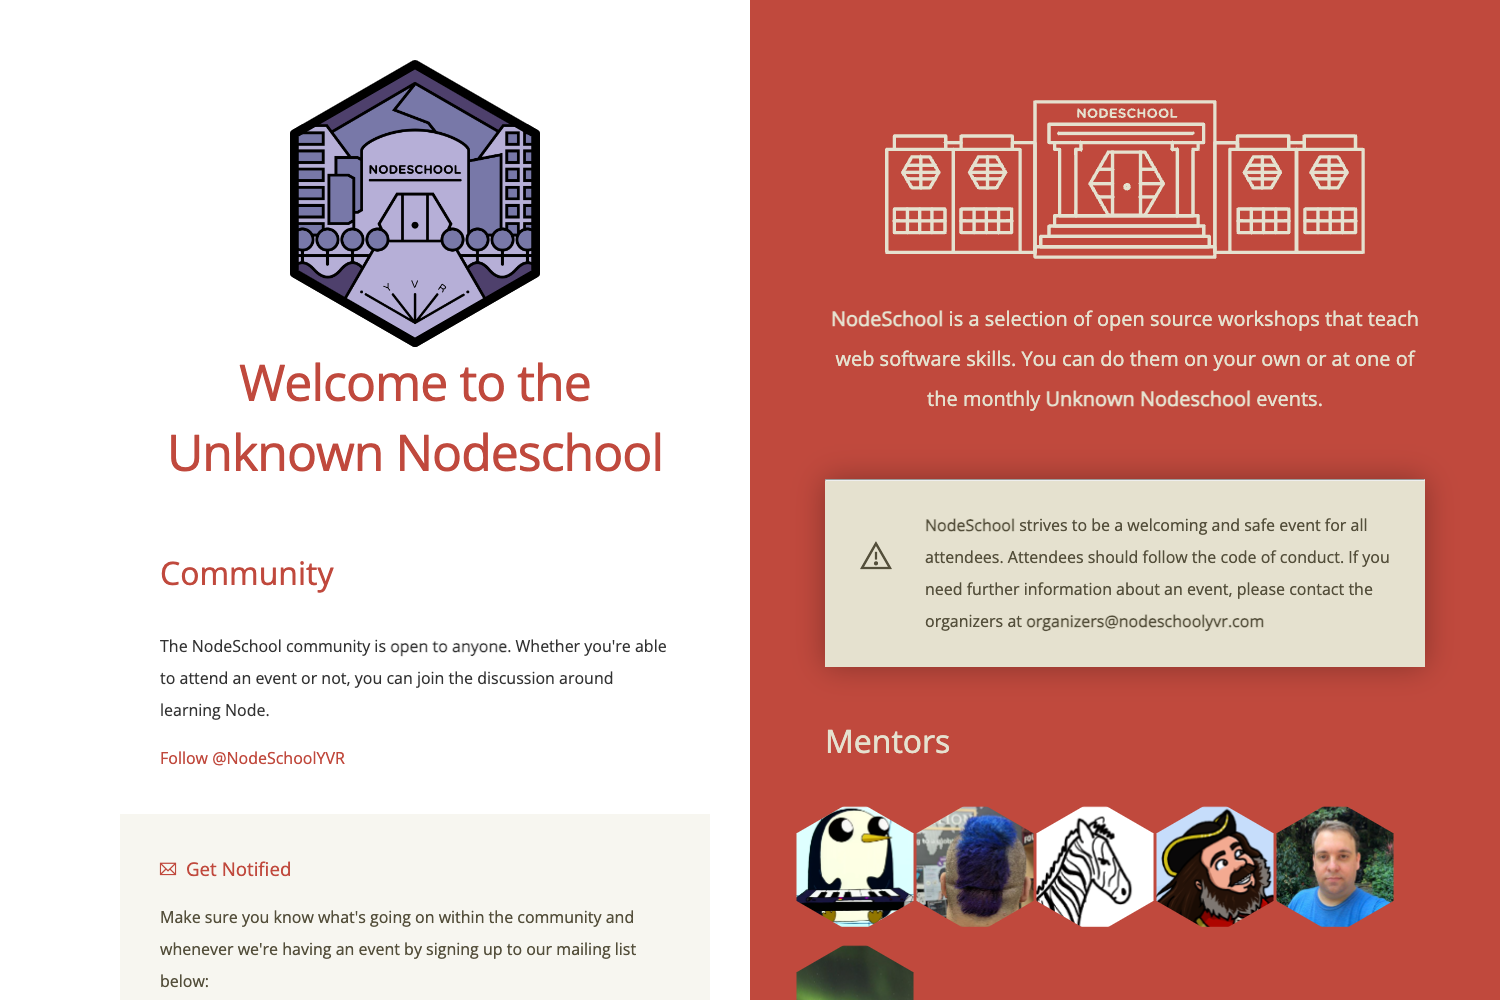 NODESCHOOL
Y V R
Welcome to the
Unknown Nodeschool
Community
The NodeSchool community is open to anyone. Whether you're able
to attend an event or not, you can join the discussion around
learning Node.
Follow @NodeSchoolYVR
Get Notified
Make sure you know what's going on within the community and
whenever we're having an event by signing up to our mailing list
below:
NODESCHOOL
NodeSchool is a selection of open source workshops that teach
web software skills. You can do them on your own or at one of
the monthly Unknown Nodeschool events.
NodeSchool strives to be a welcoming and safe event for all
attendees. Attendees should follow the code of conduct. If you
need further information about an event, please contact the
organizers at organizers@nodeschoolyvr.com
Mentors